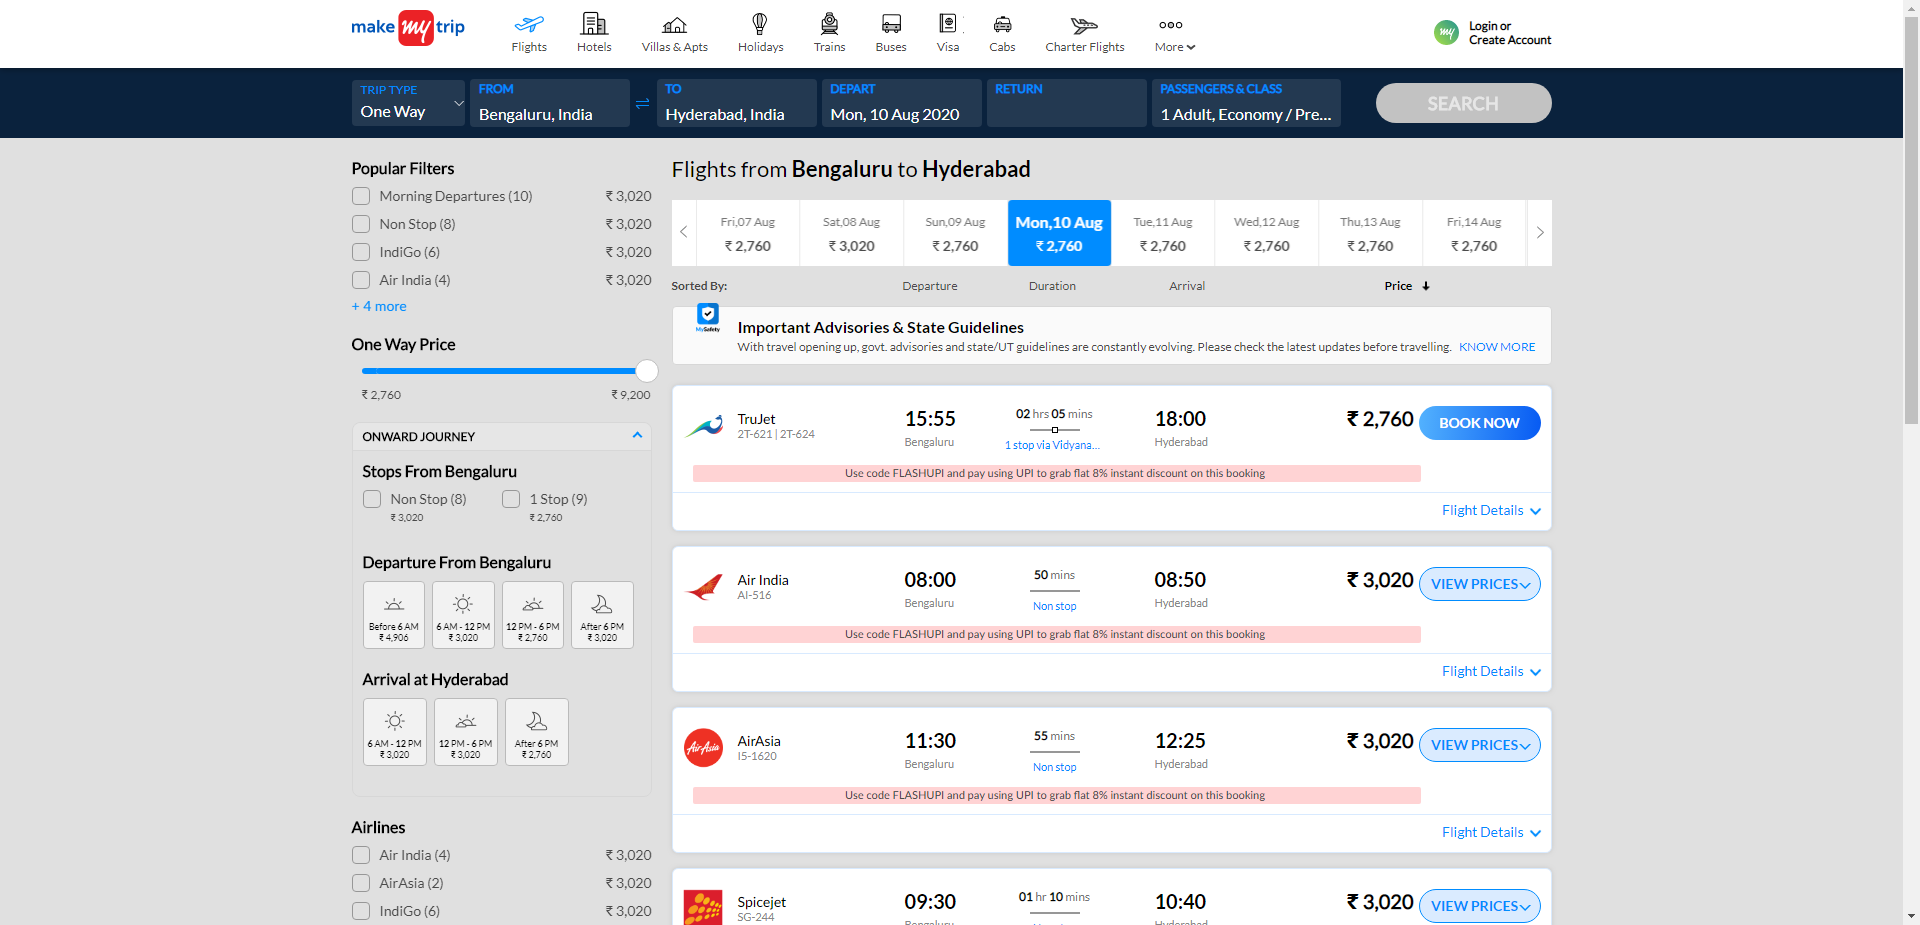 make my trip
Flights
Hotels
Villas & Apts
Holidays
Trains
Buses
Visa
Cabs
Charter Flights
More
my
Login or
Create Account
TRIP TYPE
One Way
FROM
Bengaluru, India
TO
Hyderabad, India
DEPART
Mon, 10 Aug 2020
RETURN
PASSENGERS & CLASS
1 Adult, Economy / Pre...
SEARCH
Popular Filters
Morning Departures (10) ₹ 3,020
Non Stop (8) ₹ 3,020
IndiGo (6) ₹ 3,020
Air India (4) ₹ 3,020
+ 4 more
One Way Price
₹ 2,760 ₹ 9,200
ONWARD JOURNEY
Stops From Bengaluru
Non Stop (8) 1 Stop (9)
₹ 3,020 ₹ 2,760
Departure From Bengaluru
Before 6 AM 6 AM - 12 PM 12 PM - 6 PM After 6 PM
₹ 4,906 ₹ 3,020 ₹ 2,760 ₹ 3,020
Arrival at Hyderabad
6 AM - 12 PM 12 PM - 6 PM After 6 PM
₹ 3,020 ₹ 3,020 ₹ 2,760
Airlines
Air India (4) ₹ 3,020
AirAsia (2) ₹ 3,020
IndiGo (6) ₹ 3,020
Flights from Bengaluru to Hyderabad
Fri,07 Aug Sat,08 Aug Sun,09 Aug Mon,10 Aug Tue,11 Aug Wed,12 Aug Thu,13 Aug Fri,14 Aug
₹ 2,760 ₹ 3,020 ₹ 2,760 ₹ 2,760 ₹ 2,760 ₹ 2,760 ₹ 2,760 ₹ 2,760
Sorted By: Departure Duration Arrival Price
MySafety
Important Advisories & State Guidelines
With travel opening up, govt. advisories and state/UT guidelines are constantly evolving. Please check the latest updates before travelling. KNOW MORE
TruJet 15:55 02 hrs 05 mins 18:00 ₹ 2,760 BOOK NOW
2T-621 | 2T-624 Bengaluru 1 stop via Vidyana... Hyderabad
Use code FLASHUPI and pay using UPI to grab flat 8% instant discount on this booking
Flight Details
Air India 08:00 50 mins 08:50 ₹ 3,020 VIEW PRICES
AI-516 Bengaluru Non stop Hyderabad
Use code FLASHUPI and pay using UPI to grab flat 8% instant discount on this booking
Flight Details
AirAsia
AirAsia 11:30 55 mins 12:25 ₹ 3,020 VIEW PRICES
I5-1620 Bengaluru Non stop Hyderabad
Use code FLASHUPI and pay using UPI to grab flat 8% instant discount on this booking
Flight Details
Spicejet 09:30 01 hr 10 mins 10:40 ₹ 3,020 VIEW PRICES
SG-244 Bengaluru Hyderabad